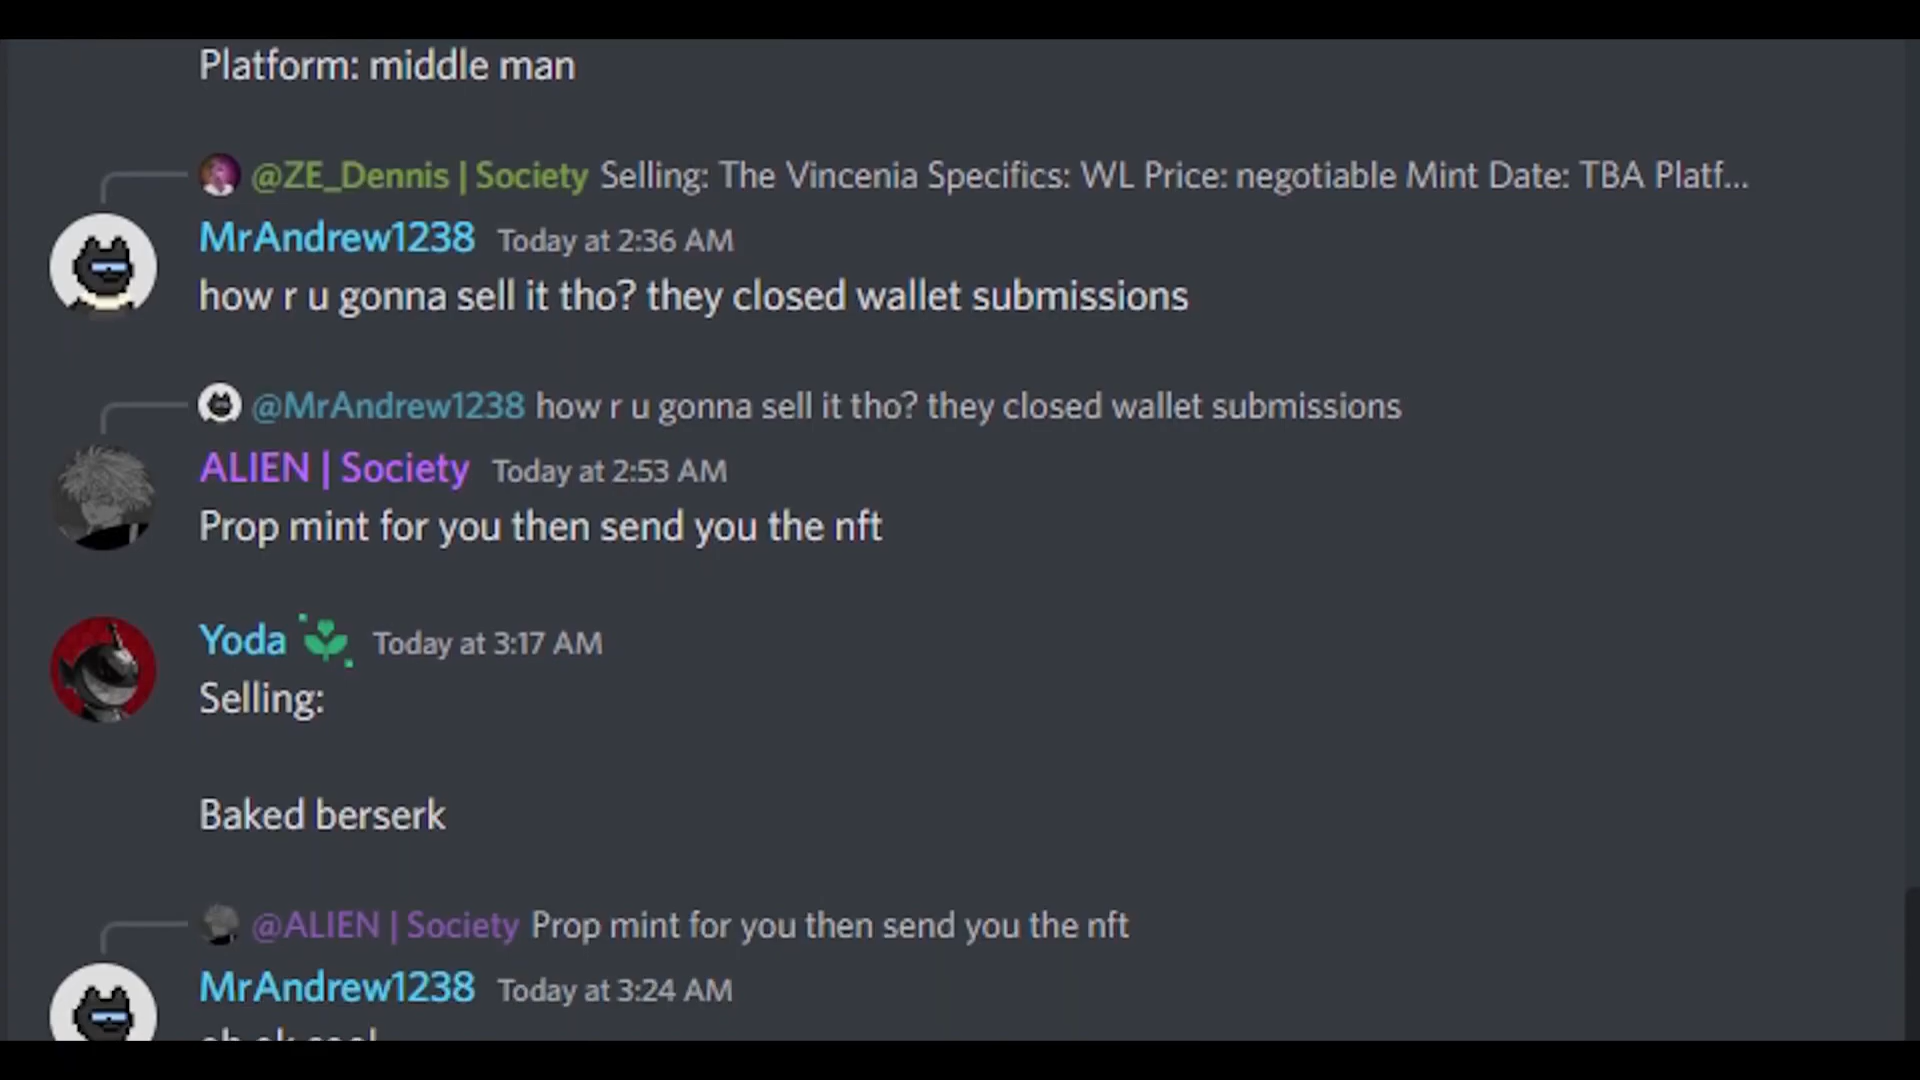 Platform: middle man
@ZE_Dennis | Society Selling: The Vincenia Specifics: WL Price: negotiable Mint Date: TBA Platf...
MrAndrew1238 Today at 2:36 AM
how r u gonna sell it tho? they closed wallet submissions
@MrAndrew1238 how r u gonna sell it tho? they closed wallet submissions
ALIEN | Society Today at 2:53 AM
Prop mint for you then send you the nft
Yoda Today at 3:17 AM
Selling:
Baked berserk
@ALIEN | Society Prop mint for you then send you the nft
MrAndrew1238 Today at 3:24 AM